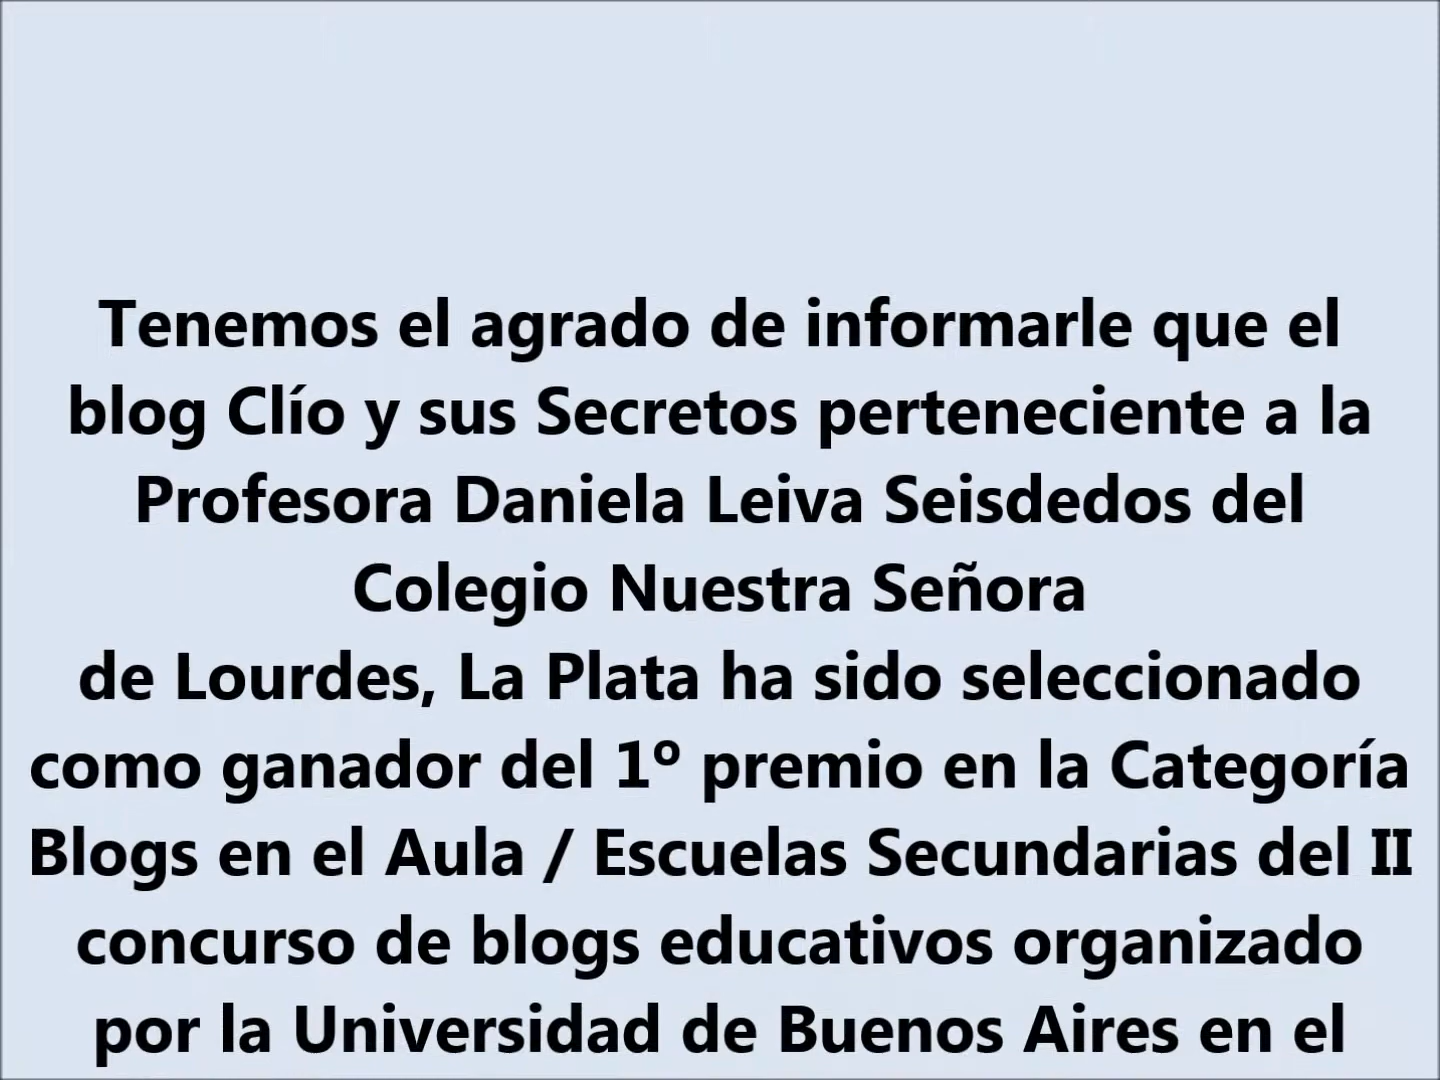 Tenemos el agrado de informarle que el
blog Clío y sus Secretos perteneciente a la
Profesora Daniela Leiva Seisdedos del
Colegio Nuestra Señora
de Lourdes, La Plata ha sido seleccionado
como ganador del 1º premio en la Categoría
Blogs en el Aula / Escuelas Secundarias del II
concurso de blogs educativos organizado
por la Universidad de Buenos Aires en el